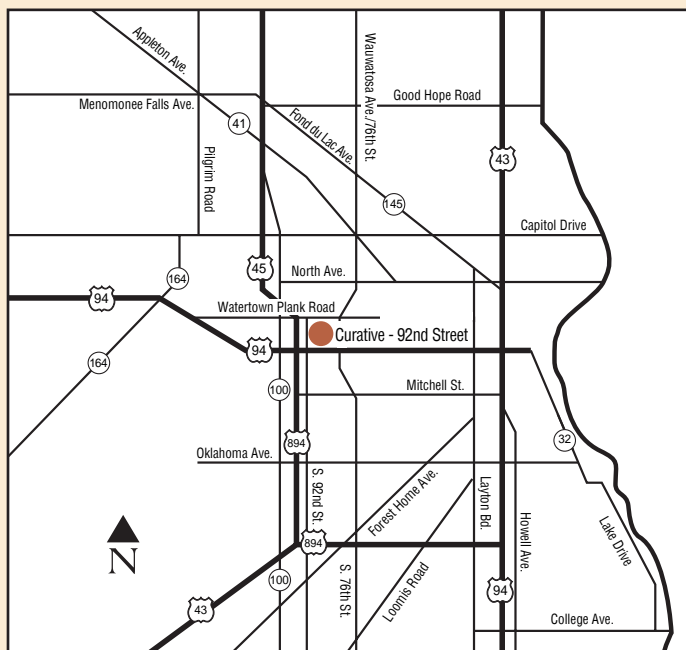 Appleton Ave.
Wauwatosa Ave./76th St.
Menomonee Falls Ave.
Good Hope Road
41
Fond du Lac Ave.
Pilgrim Road
43
145
Capitol Drive
164
45
North Ave.
94
Watertown Plank Road
Curative - 92nd Street
94
164
100
Mitchell St.
32
894
Oklahoma Ave.
S. 92nd St.
Forest Home Ave.
Layton Bd.
Howell Ave.
Lake Drive
N
894
100
S. 76th St.
Loomis Road
94
43
College Ave.